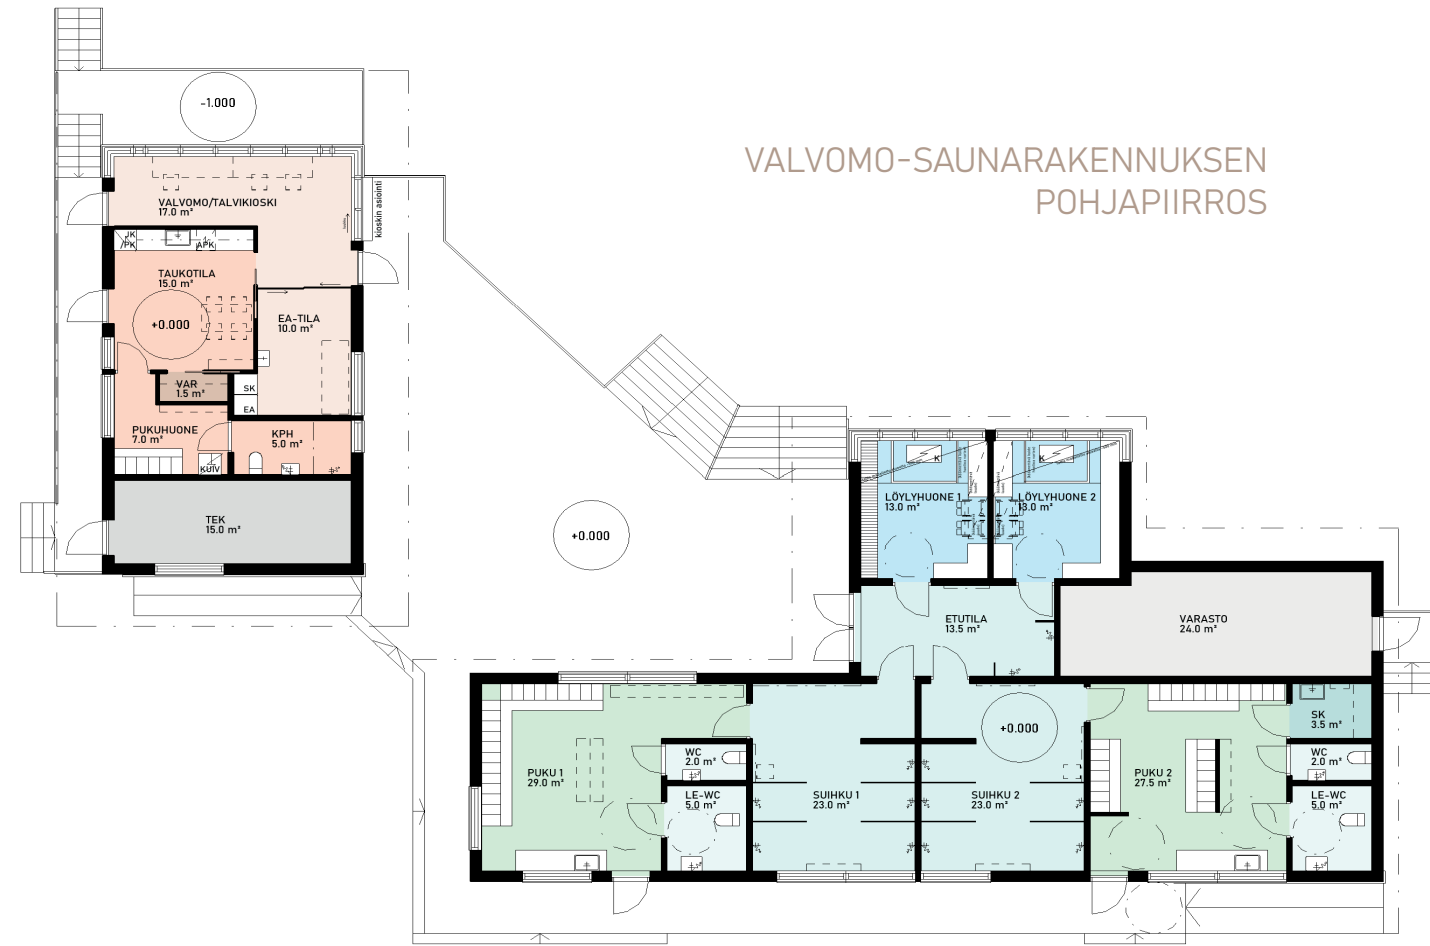 VALVOMO-SAUNARAKENNUKSEN
POHJAPIIRROS
-1.000
VALVOMO/TALVIKIOSKI
17.0 m²
kioskin asiointi
JK
/PK
APK
TAUKOTILA
15.0 m²
+0.000
EA-TILA
10.0 m²
VAR
1.5 m²
SK
EA
PUKUHUONE
7.0 m²
KPH
5.0 m²
KUIV
TEK
15.0 m²
+0.000
K
K
LÖYLYHUONE 1
13.0 m²
LÖYLYHUONE 2
13.0 m²
ETUTILA
13.5 m²
VARASTO
24.0 m²
PUKU 1
29.0 m²
WC
2.0 m²
LE-WC
5.0 m²
SUIHKU 1
23.0 m²
+0.000
SUIHKU 2
23.0 m²
PUKU 2
27.5 m²
SK
3.5 m²
WC
2.0 m²
LE-WC
5.0 m²